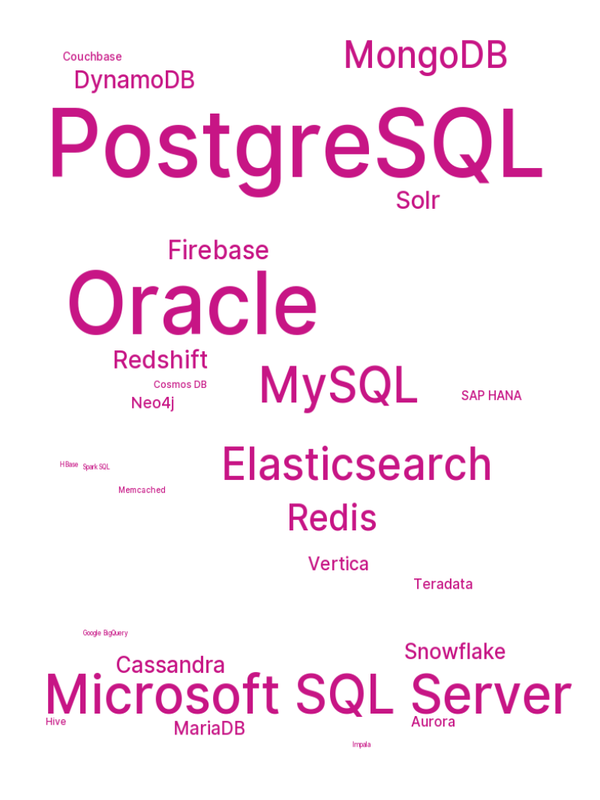 MongoDB
Couchbase
DynamoDB
PostgreSQL
Solr
Firebase
Oracle
Redshift
Cosmos DB
MySQL
SAP HANA
Neo4j
Elasticsearch
HBase
Spark SQL
Memcached
Redis
Vertica
Teradata
Google BigQuery
Snowflake
Cassandra
Microsoft SQL Server
Hive
Aurora
MariaDB
Impala